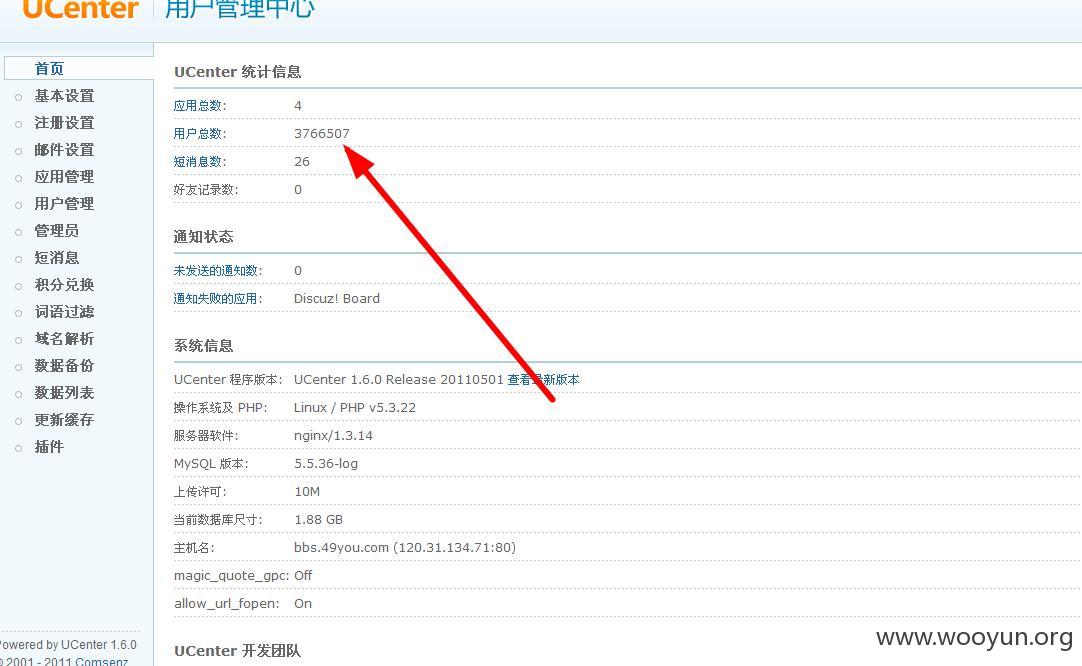 UCenter 用户管理中心
首页
基本设置
注册设置
邮件设置
应用管理
用户管理
管理员
短消息
积分兑换
词语过滤
域名解析
数据备份
数据列表
更新缓存
插件
UCenter 统计信息
应用总数: 4
用户总数: 3766507
短消息数: 26
好友记录数: 0
通知状态
未发送的通知数: 0
通知失败的应用: Discuz! Board
系统信息
UCenter 程序版本: UCenter 1.6.0 Release 20110501 查看最新版本
操作系统及 PHP: Linux / PHP v5.3.22
服务器软件: nginx/1.3.14
MySQL 版本: 5.5.36-log
上传许可: 10M
当前数据库尺寸: 1.88 GB
主机名: bbs.49you.com (120.31.134.71:80)
magic_quote_gpc: Off
allow_url_fopen: On
UCenter 开发团队
Powered by UCenter 1.6.0
© 2001 - 2011 Comsenz
www.wooyun.org